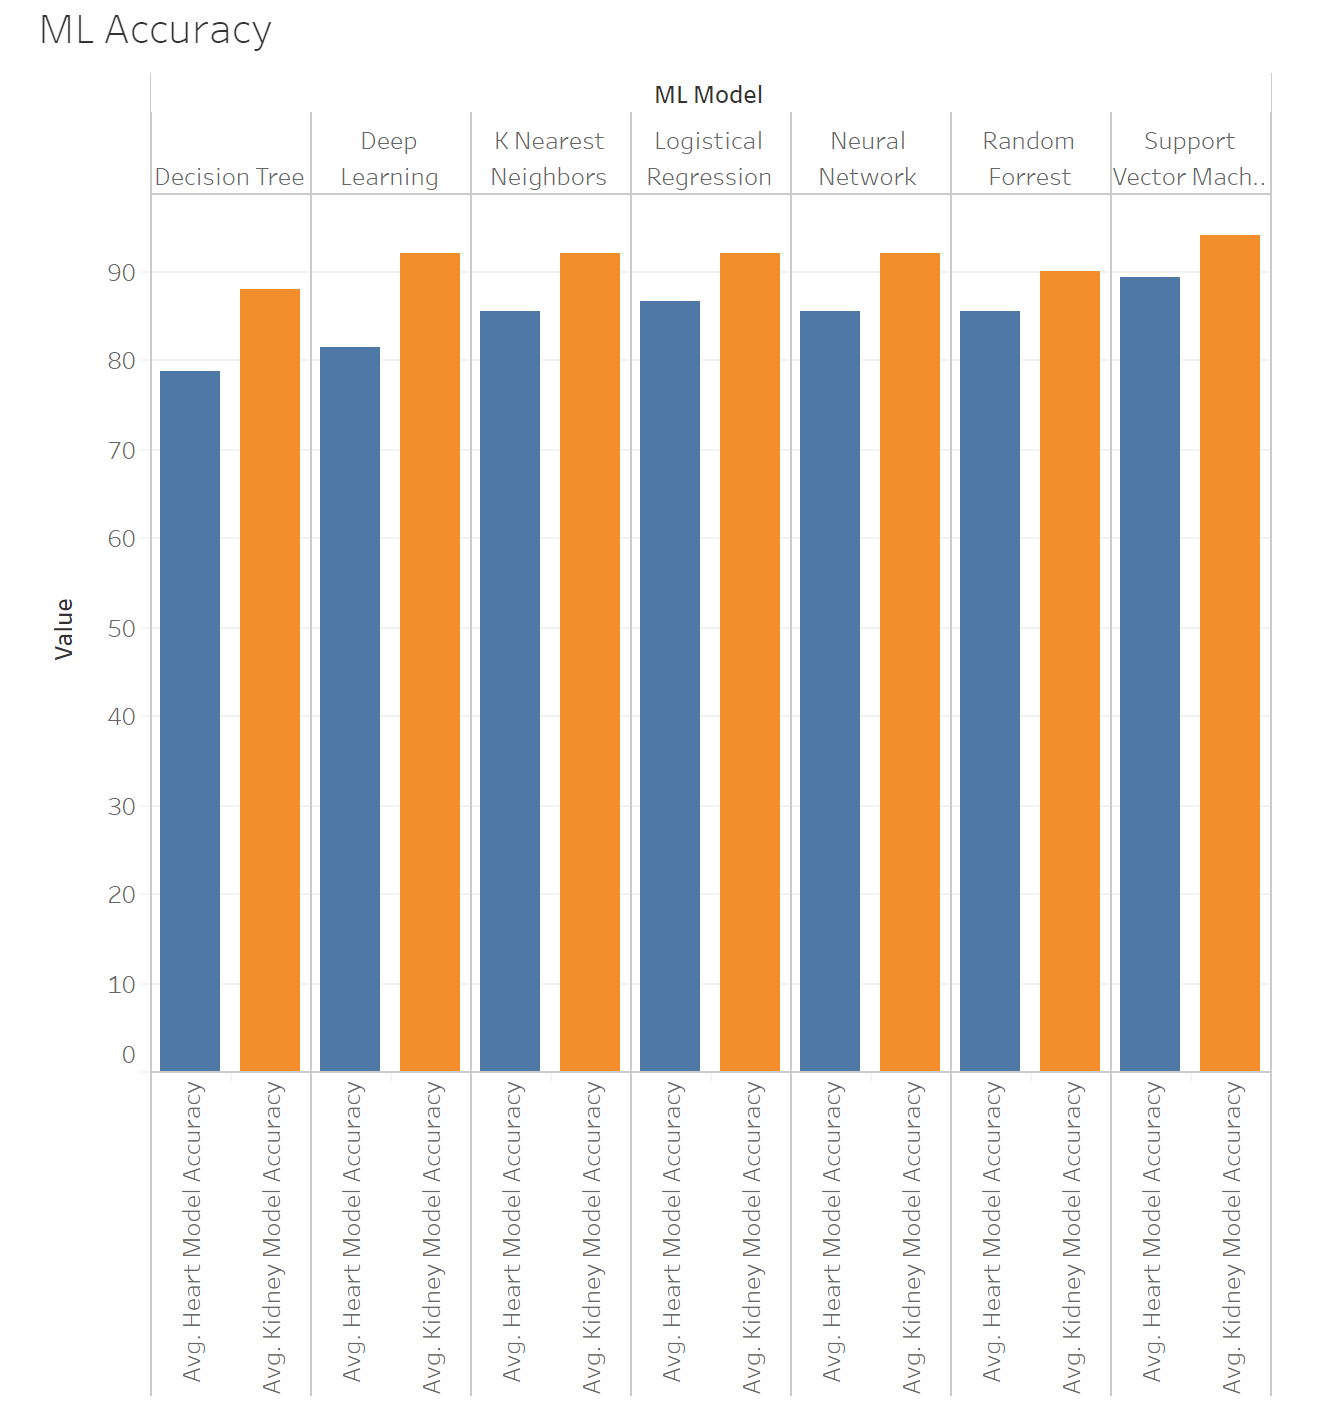 ML Accuracy
ML Model
Decision Tree
Deep
Learning
K Nearest
Neighbors
Logistical
Regression
Neural
Network
Random
Forrest
Support
Vector Mach..
Value
90
80
70
60
50
40
30
20
10
0
Avg. Heart Model Accuracy
Avg. Kidney Model Accuracy
Avg. Heart Model Accuracy
Avg. Kidney Model Accuracy
Avg. Heart Model Accuracy
Avg. Kidney Model Accuracy
Avg. Heart Model Accuracy
Avg. Kidney Model Accuracy
Avg. Heart Model Accuracy
Avg. Kidney Model Accuracy
Avg. Heart Model Accuracy
Avg. Kidney Model Accuracy
Avg. Heart Model Accuracy
Avg. Kidney Model Accuracy